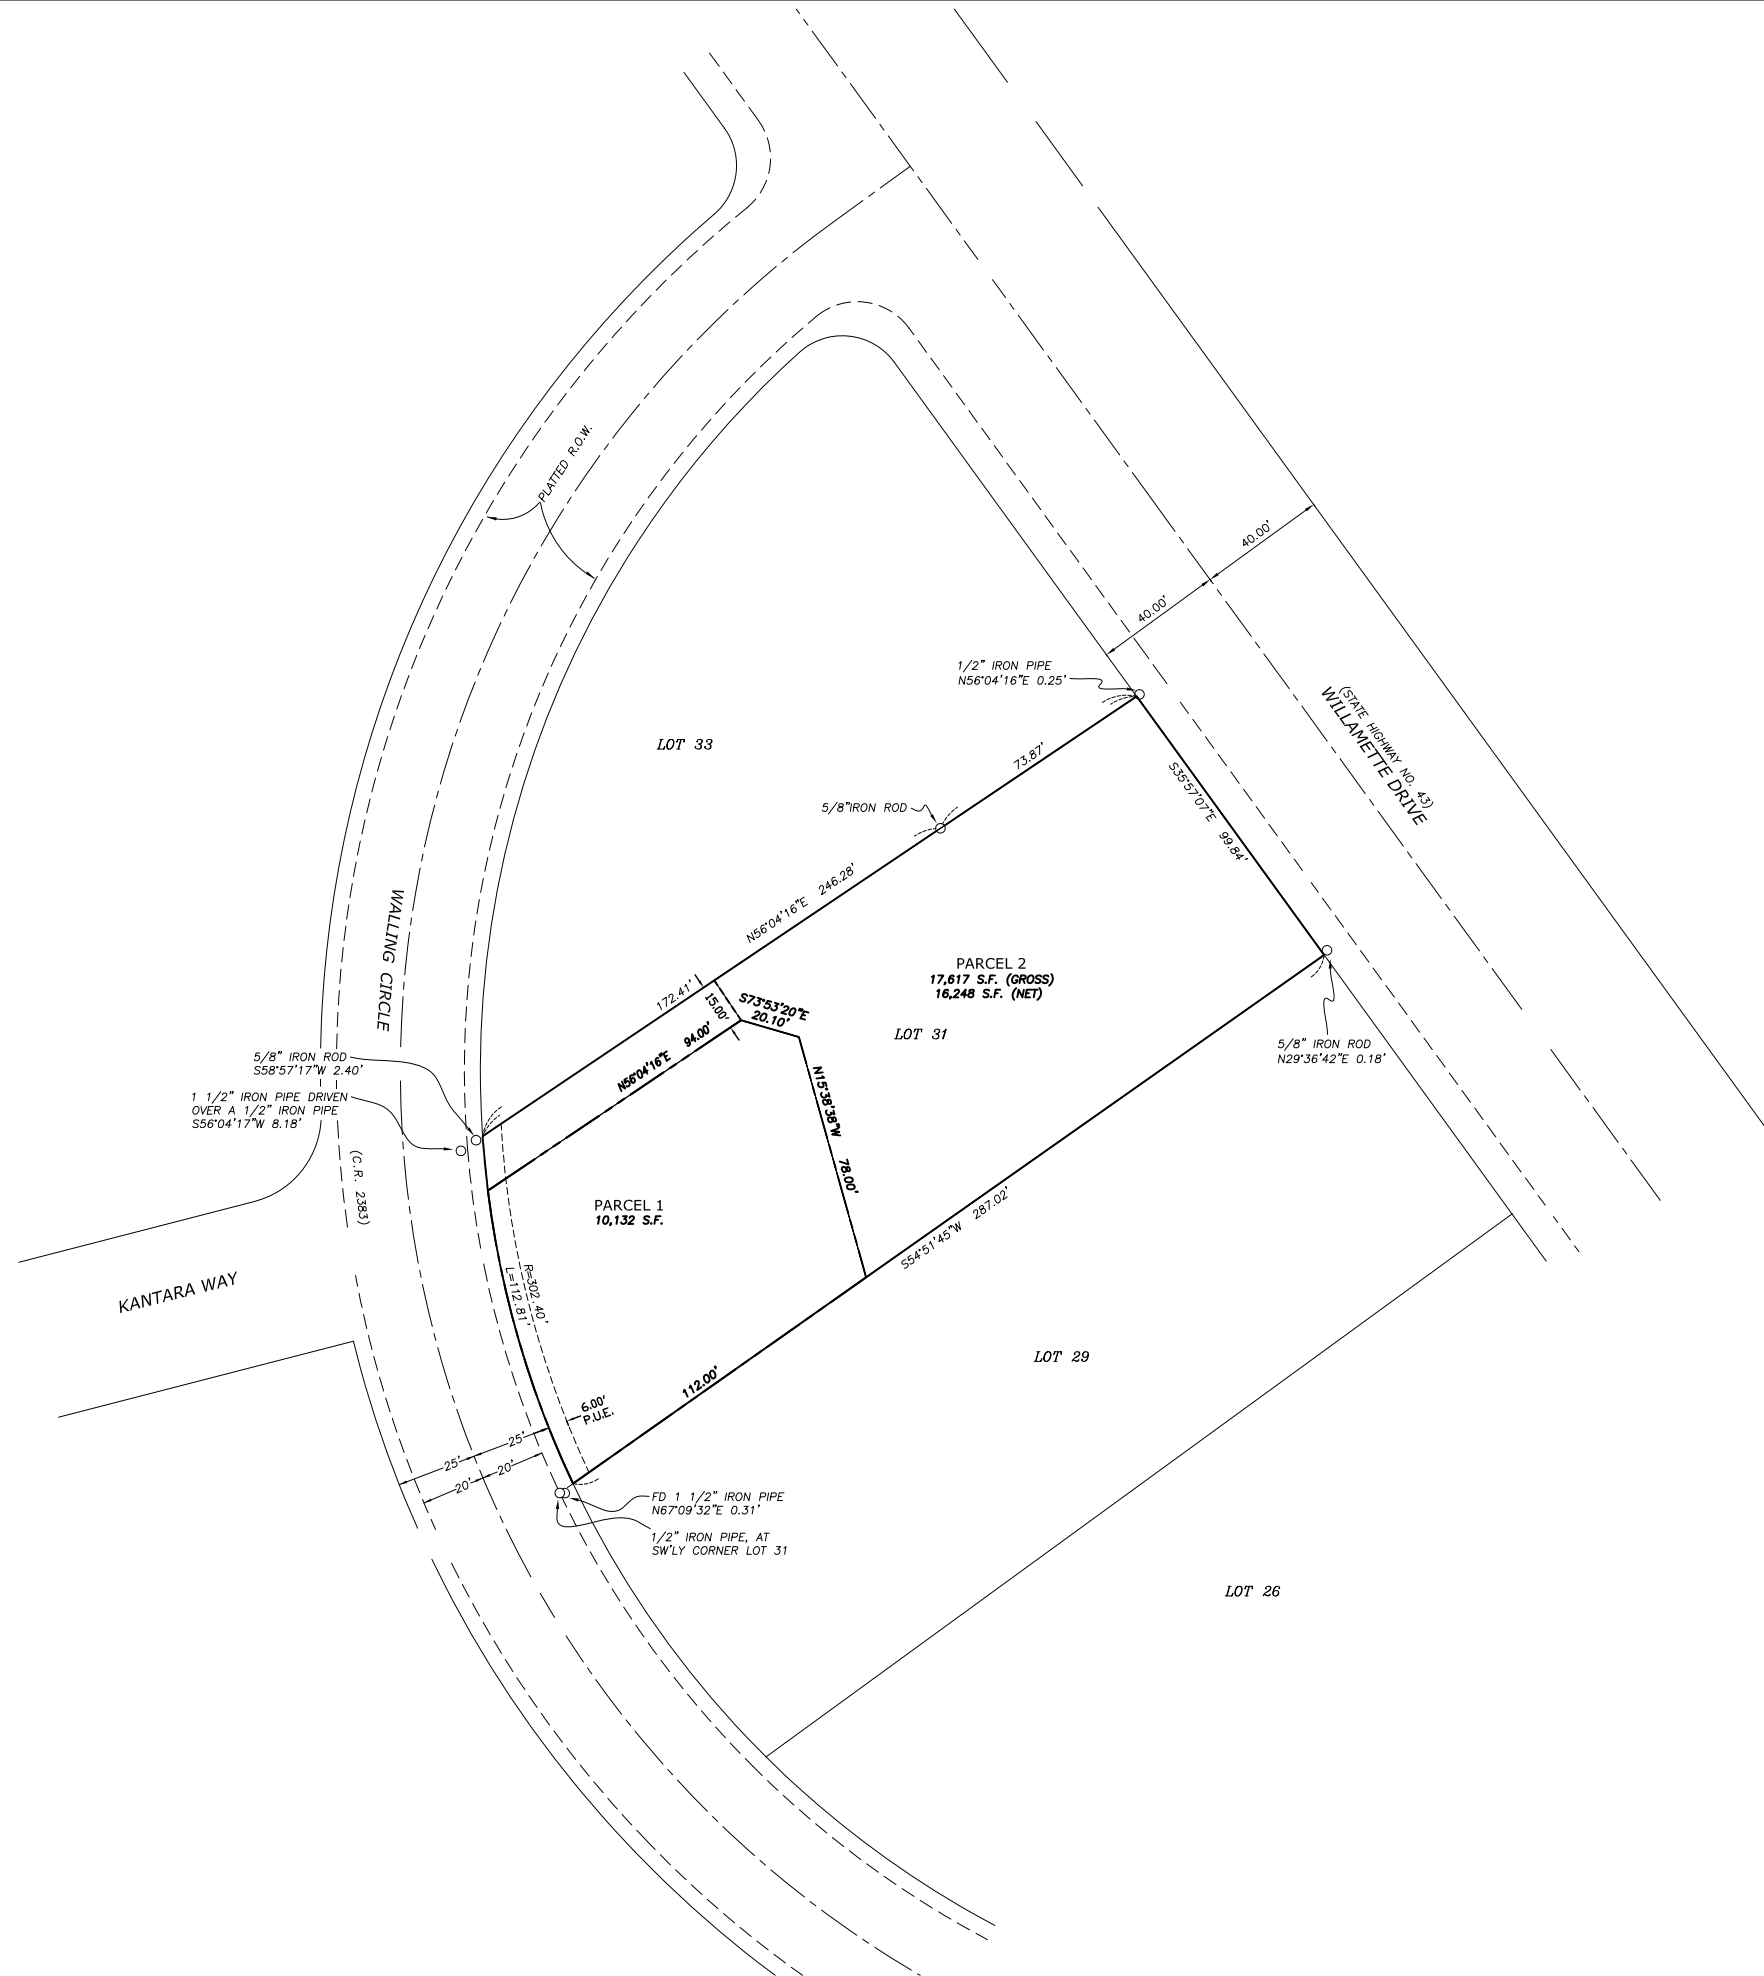 PLATTED R.O.W.
40.00'
40.00'
1/2" IRON PIPE
N56°04'16"E 0.25'
(STATE HIGHWAY NO. 43)
WILLAMETTE DRIVE
LOT 33
73.87'
S35°57'07"E 99.84'
5/8"IRON ROD
N56°04'16"E 246.28'
WALLING CIRCLE
PARCEL 2
17,617 S.F. (GROSS)
16,248 S.F. (NET)
172.41'
15.00'
S73°53'20"E
20.10'
LOT 31
N56°04'16"E 94.00'
5/8" IRON ROD
N29°36'42"E 0.18'
5/8" IRON ROD
S58°57'17"W 2.40'
1 1/2" IRON PIPE DRIVEN
OVER A 1/2" IRON PIPE
S56°04'17"W 8.18'
N15°38'38"W 78.00'
(C.R. 2383)
PARCEL 1
10,132 S.F.
S54°51'45"W 287.02'
KANTARA WAY
R=302.40'
L=112.81'
LOT 29
112.00'
6.00'
P.U.E.
25'
25'
20'
20'
FD 1 1/2" IRON PIPE
N67°09'32"E 0.31'
1/2" IRON PIPE, AT
SW'LY CORNER LOT 31
LOT 26